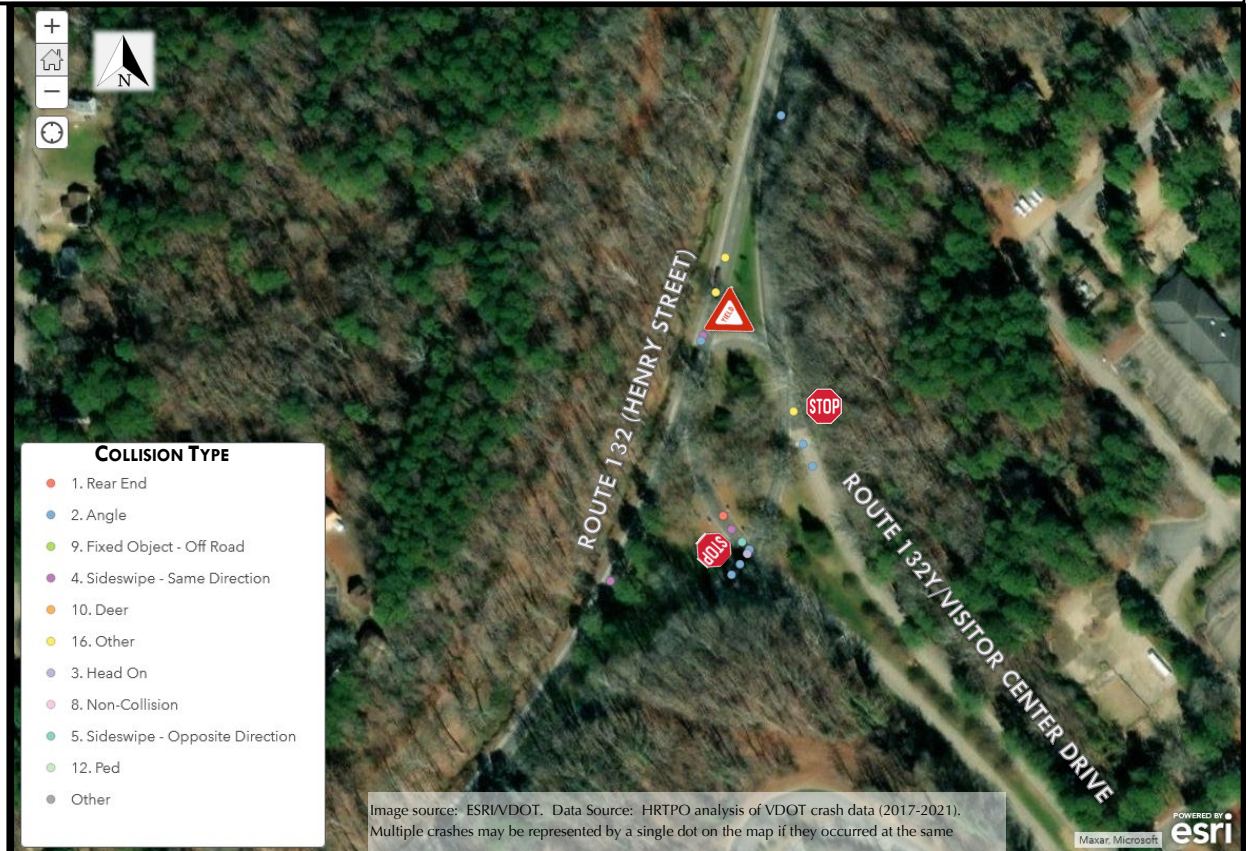 +
N
−
ROUTE 132 (HENRY STREET)
YIELD
STOP
ROUTE 132Y/VISITOR CENTER DRIVE
STOP
COLLISION TYPE
1. Rear End
2. Angle
9. Fixed Object - Off Road
4. Sideswipe - Same Direction
10. Deer
16. Other
3. Head On
8. Non-Collision
5. Sideswipe - Opposite Direction
12. Ped
Other
Image source: ESRI/VDOT. Data Source: HRTPO analysis of VDOT crash data (2017-2021).
Multiple crashes may be represented by a single dot on the map if they occurred at the same
Maxar, Microsoft
POWERED BY
esri